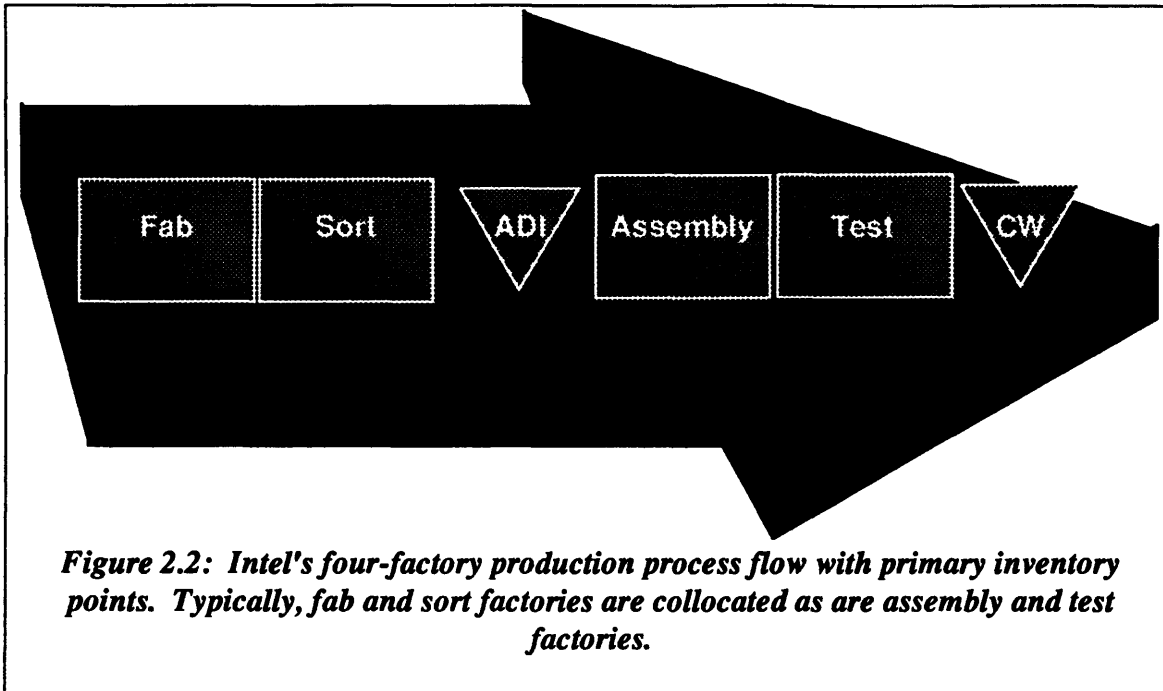 Fab Sort ADI Assembly Test CW
Figure 2.2: Intel's four-factory production process flow with primary inventory
points. Typically, fab and sort factories are collocated as are assembly and test
factories.